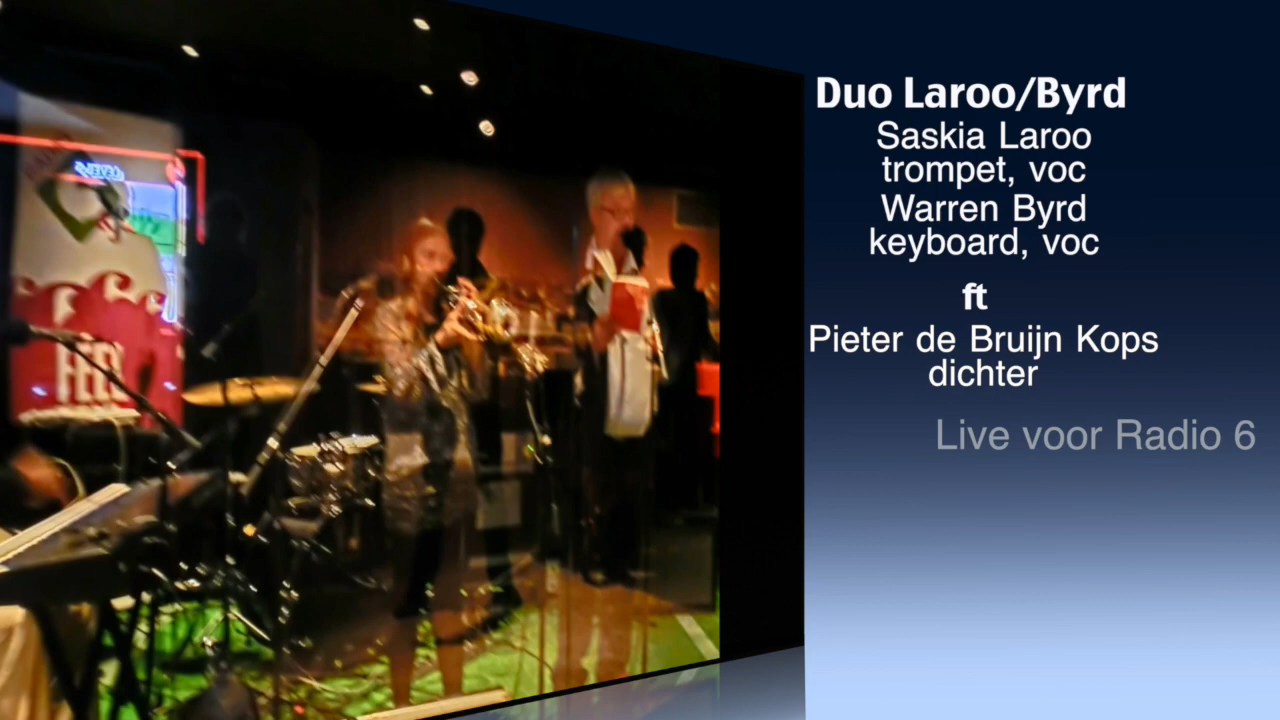 Duo Laroo/Byrd
Saskia Laroo
trompet, voc
Warren Byrd
keyboard, voc
ft
Pieter de Bruijn Kops
dichter
Live voor Radio 6